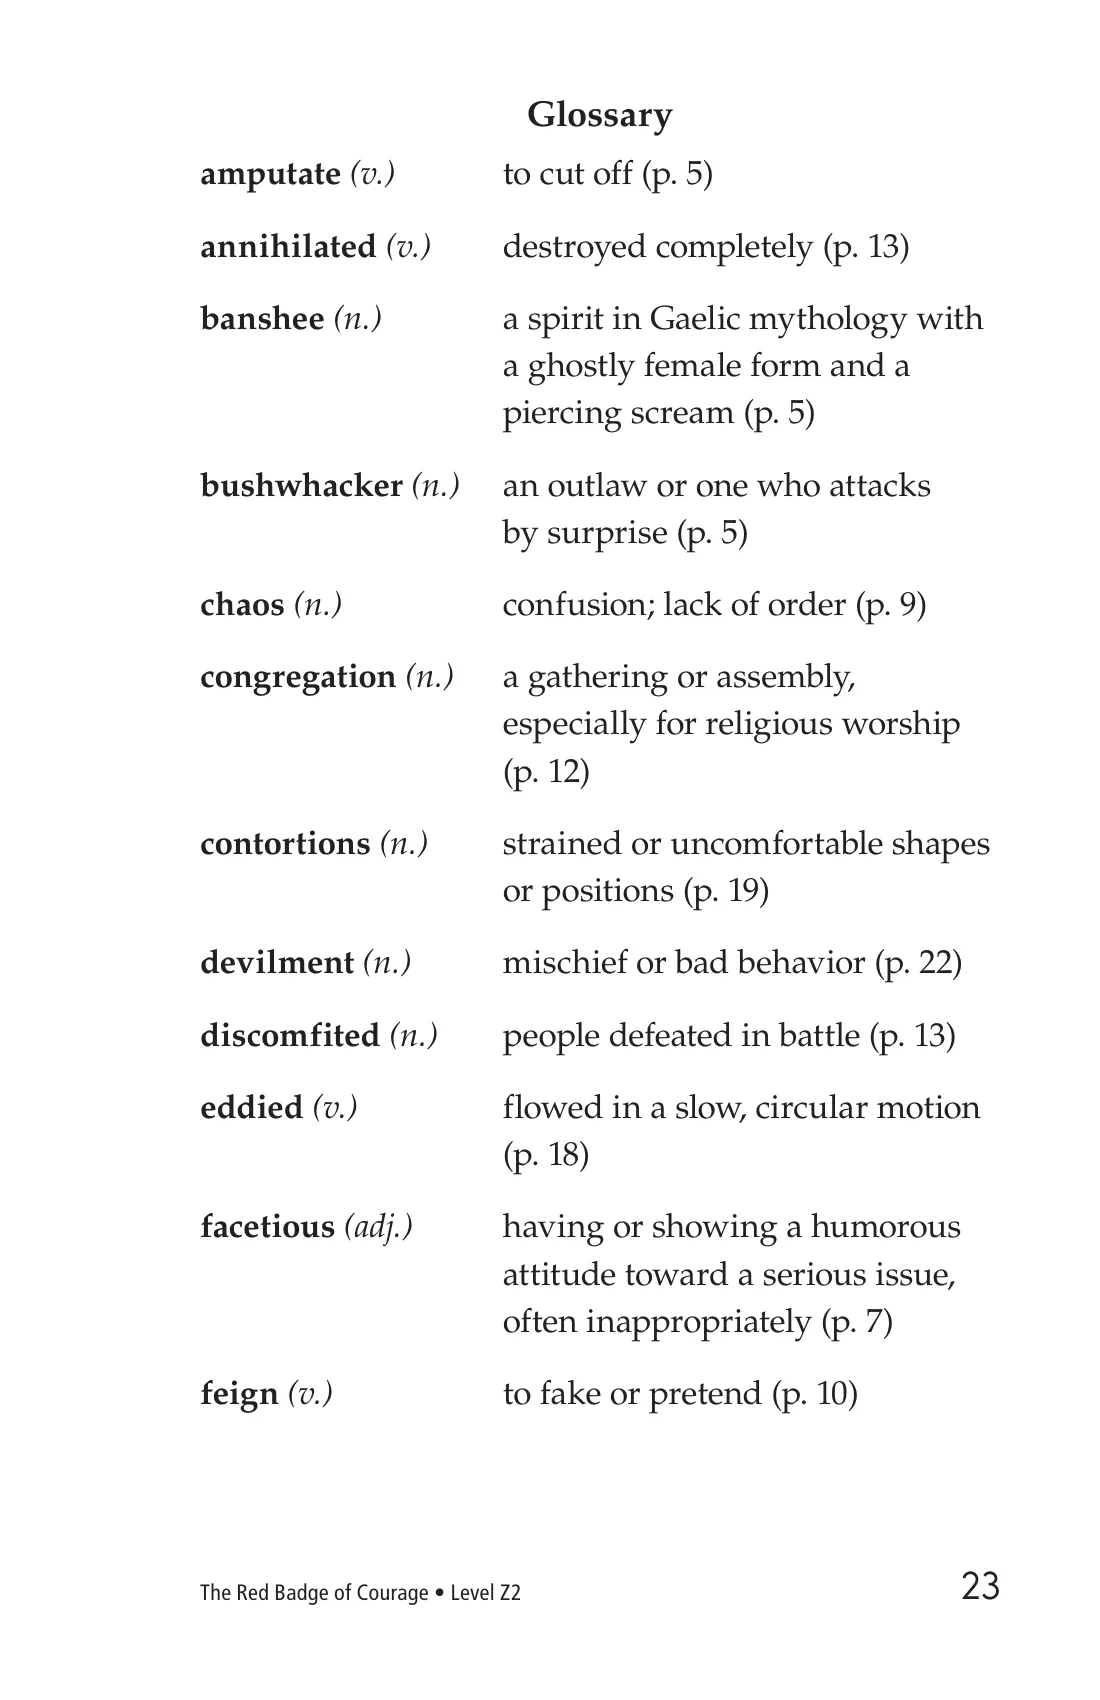 Glossary
amputate (v.) to cut off (p. 5)
annihilated (v.) destroyed completely (p. 13)
banshee (n.) a spirit in Gaelic mythology with
a ghostly female form and a
piercing scream (p. 5)
bushwhacker (n.) an outlaw or one who attacks
by surprise (p. 5)
chaos (n.) confusion; lack of order (p. 9)
congregation (n.) a gathering or assembly,
especially for religious worship
(p. 12)
contortions (n.) strained or uncomfortable shapes
or positions (p. 19)
devilment (n.) mischief or bad behavior (p. 22)
discomfited (n.) people defeated in battle (p. 13)
eddied (v.) flowed in a slow, circular motion
(p. 18)
facetious (adj.) having or showing a humorous
attitude toward a serious issue,
often inappropriately (p. 7)
feign (v.) to fake or pretend (p. 10)
The Red Badge of Courage • Level Z2 23